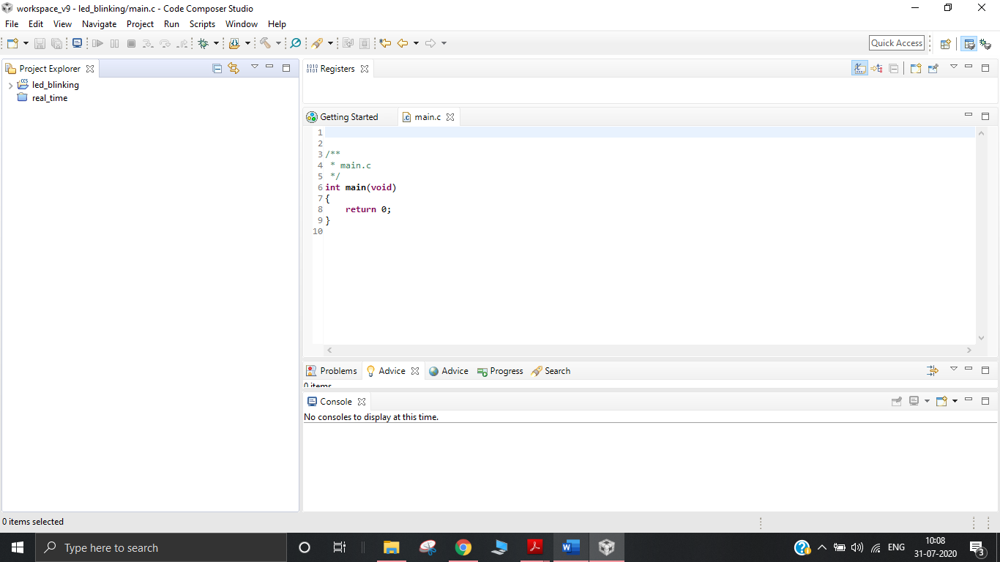 workspace_v9 - led_blinking/main.c - Code Composer Studio
File Edit View Navigate Project Run Scripts Window Help
Quick Access
Project Explorer
led_blinking
real_time
1010
0101 Registers
Getting Started main.c
1
2
3 /**
4 * main.c
5 */
6 int main(void)
7 {
8 return 0;
9 }
10
Problems Advice Advice Progress Search
0 items
Console
No consoles to display at this time.
0 items selected
Type here to search
ENG
10:08
31-07-2020
3